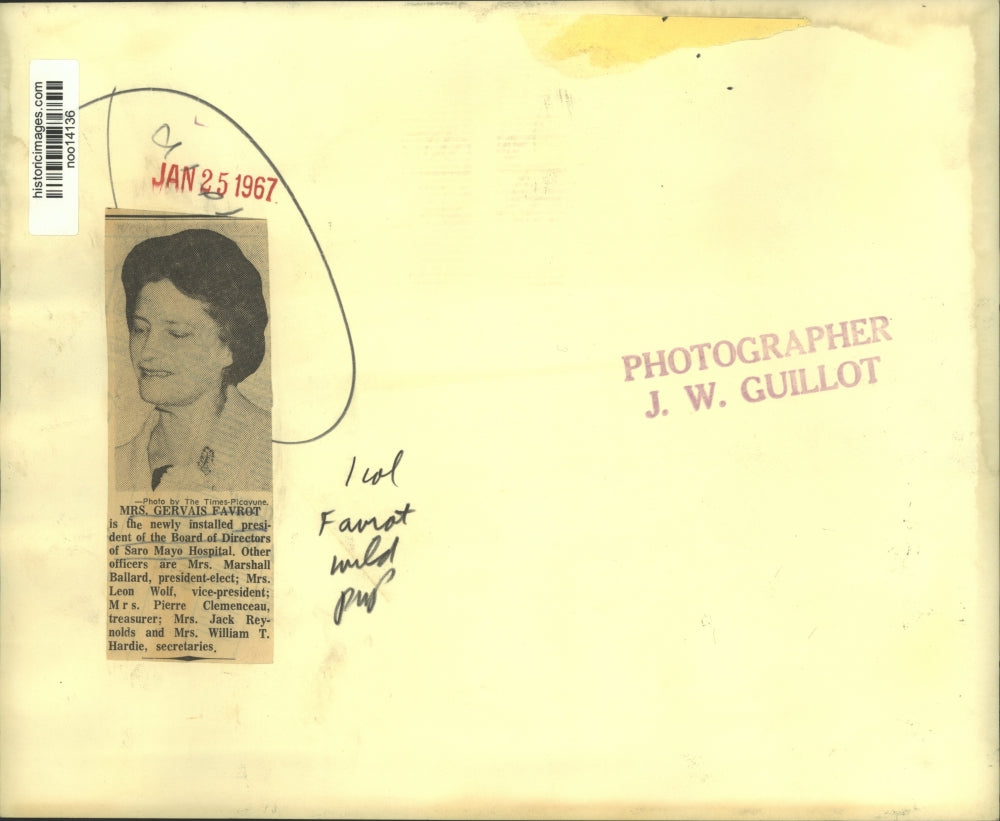 historicimages.com
noo14136
JAN 25 1967
—Photo by The Times-Picayune.
MRS. GERVAIS FAVROT
is the newly installed presi-
dent of the Board of Directors
of Saro Mayo Hospital. Other
officers are Mrs. Marshall
Ballard, president-elect; Mrs.
Leon Wolf, vice-president;
Mrs. Pierre Clemenceau,
treasurer; Mrs. Jack Rey-
nolds and Mrs. William T.
Hardie, secretaries.
PHOTOGRAPHER
J. W. GUILLOT
1 col
Favrot